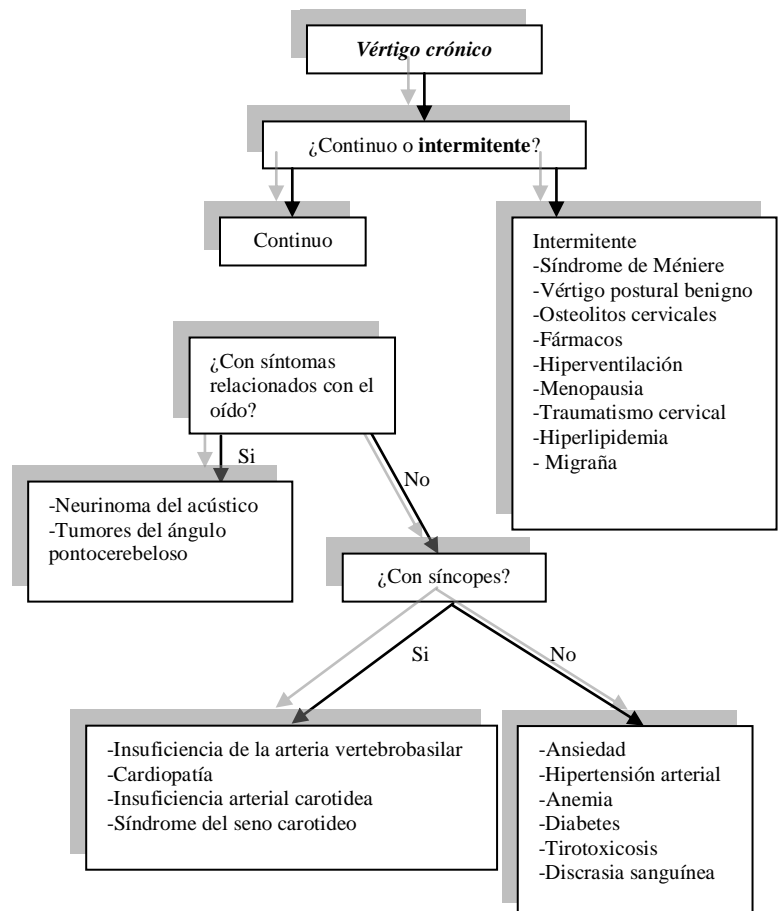 Vértigo crónico
¿Continuo o intermitente?
Continuo
Intermitente
-Síndrome de Méniere
-Vértigo postural benigno
-Osteolitos cervicales
-Fármacos
-Hiperventilación
-Menopausia
-Traumatismo cervical
-Hiperlipidemia
- Migraña
¿Con síntomas
relacionados con el
oído?
Si
No
-Neurinoma del acústico
-Tumores del ángulo
pontocerebeloso
¿Con síncopes?
Si
No
-Insuficiencia de la arteria vertebrobasilar
-Cardiopatía
-Insuficiencia arterial carotidea
-Síndrome del seno carotideo
-Ansiedad
-Hipertensión arterial
-Anemia
-Diabetes
-Tirotoxicosis
-Discrasia sanguínea